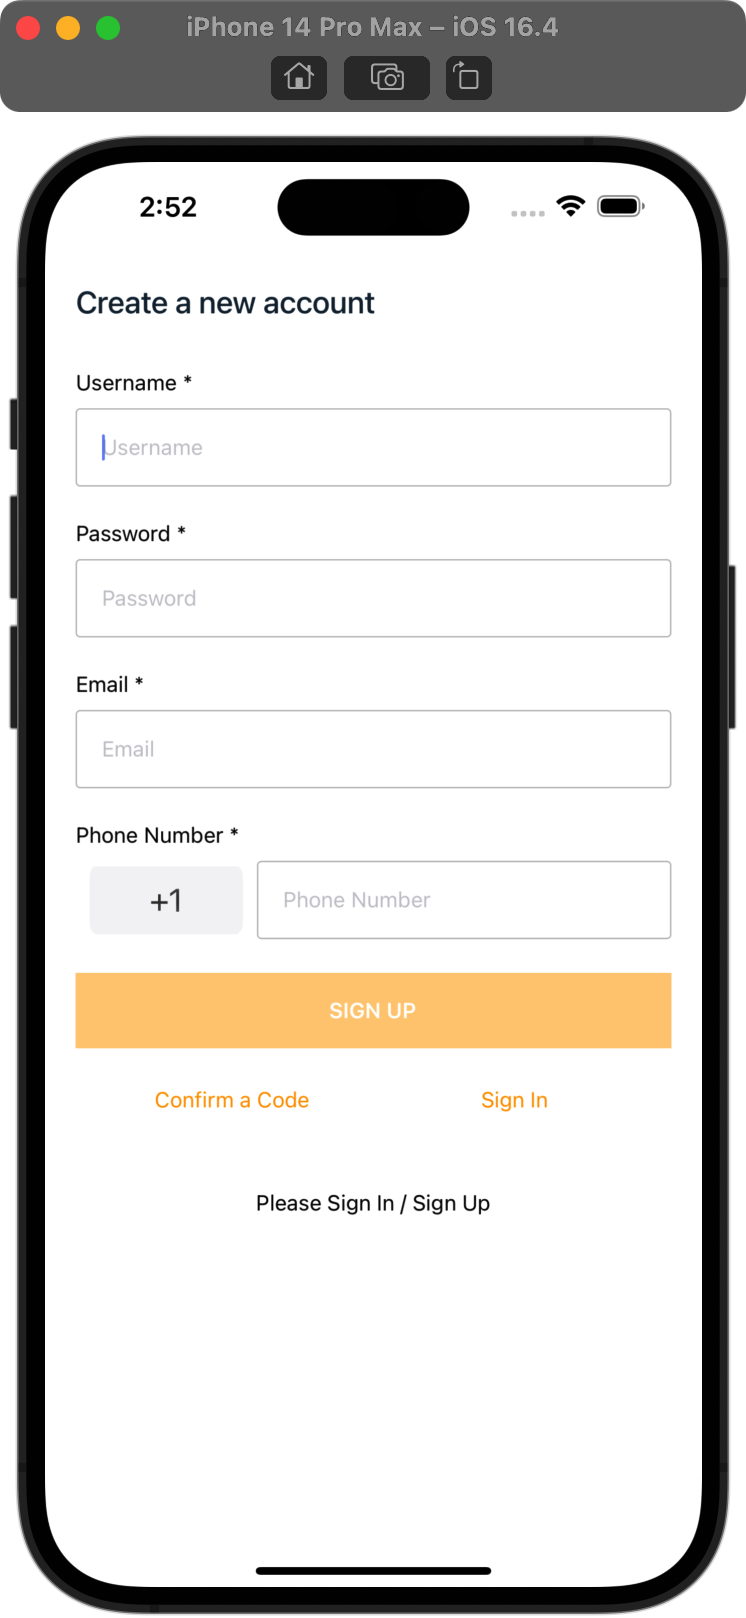 iPhone 14 Pro Max – iOS 16.4
2:52
Create a new account
Username *
Username
Password *
Password
Email *
Email
Phone Number *
+1 Phone Number
SIGN UP
Confirm a Code Sign In
Please Sign In / Sign Up